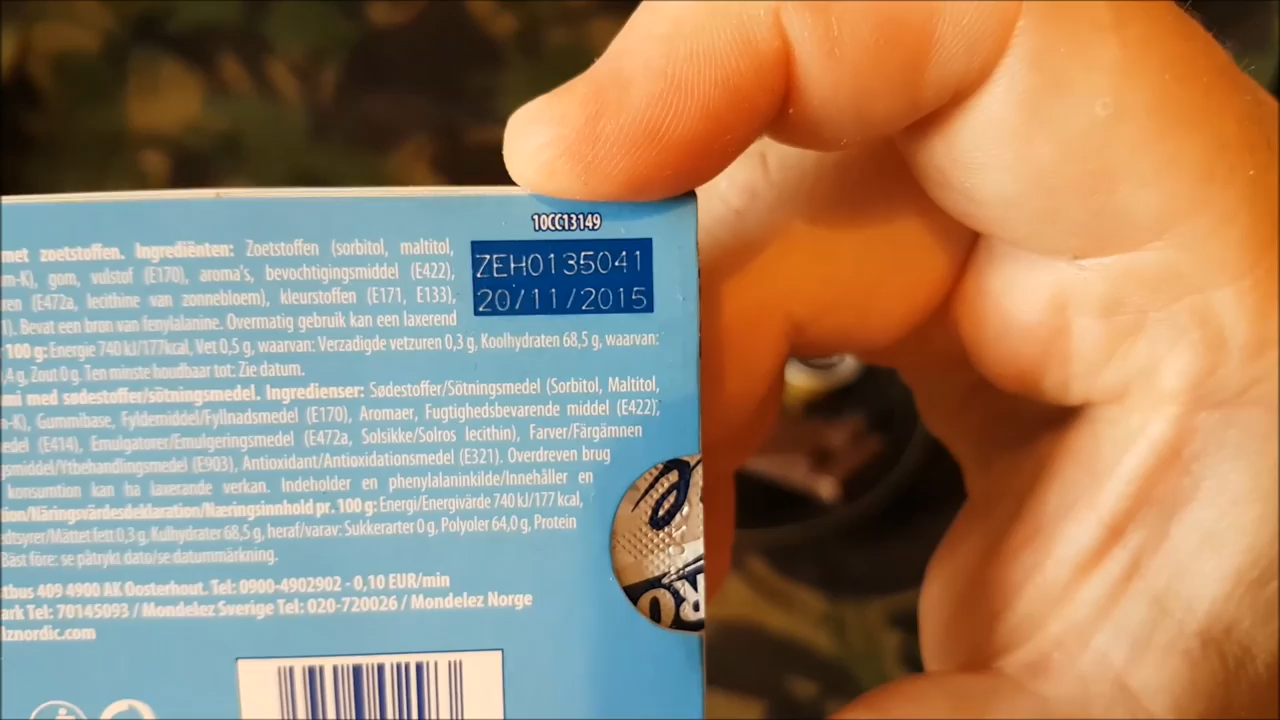 10CC13149
ZEH0135041
20/11/2015
met zoetstoffen. Ingrediënten: Zoetstoffen (sorbitol, maltitol,
m-K), gom, vulstof (E170), aroma's, bevochtigingsmiddel (E422),
ren (E472a, lecithine van zonnebloem), kleurstoffen (E171, E133),
1). Bevat een bron van fenylalanine. Overmatig gebruik kan een laxerend
100 g: Energie 740 kJ/177kcal, Vet 0,5 g, waarvan: Verzadigde vetzuren 0,3 g, Koolhydraten 68,5 g, waarvan:
,4 g, Zout 0 g. Ten minste houdbaar tot: Zie datum.
mi med sødestoffer/sötningsmedel. Ingredienser: Sødestoffer/Sötningsmedel (Sorbitol, Maltitol,
m-K), Gummibase, Fyldemiddel/Fyllnadsmedel (E170), Aromaer, Fugtighedsbevarende middel (E422),
edel (E414), Emulgatorer/Emulgeringsmedel (E472a, Solsikke/Solros lecithin), Farver/Färgämnen
gsmiddel/Ytbehandlingsmedel (E903), Antioxidant/Antioxidationsmedel (E321). Overdreven brug
konsumtion kan ha laxerande verkan. Indeholder en phenylalaninkilde/Innehåller en
ion/Näringsvärdesdeklaration/Næringsinnhold pr. 100 g: Energi/Energivärde 740 kJ/177 kcal,
edtsyrer/Mättet fett 0,3 g, Kulhydrater 68,5 g, heraf/varav: Sukkerarter 0 g, Polyoler 64,0 g, Protein
Bäst före: se påtrykt dato/se datummärkning.
tbus 409 4900 AK Oosterhout. Tel: 0900-4902902 - 0,10 EUR/min
ark Tel: 70145093 / Mondelez Sverige Tel: 020-720026 / Mondelez Norge
lznordic.com